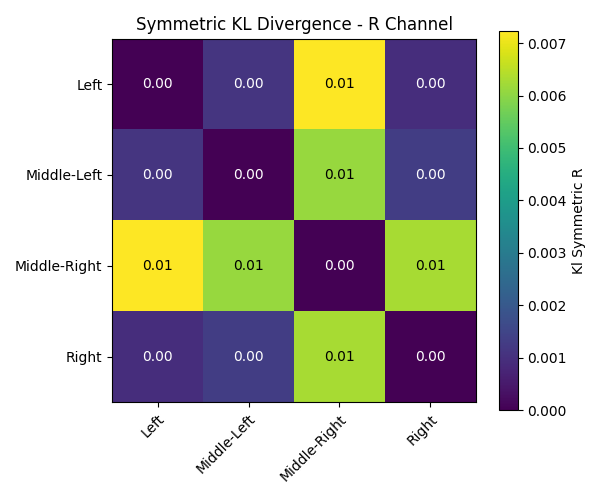 Symmetric KL Divergence - R Channel
Left 0.00 0.00 0.01 0.00
Middle-Left 0.00 0.00 0.01 0.00
Middle-Right 0.01 0.01 0.00 0.01
Right 0.00 0.00 0.01 0.00
Left Middle-Left Middle-Right Right
0.007
0.006
0.005
0.004
0.003
0.002
0.001
0.000
Kl Symmetric R